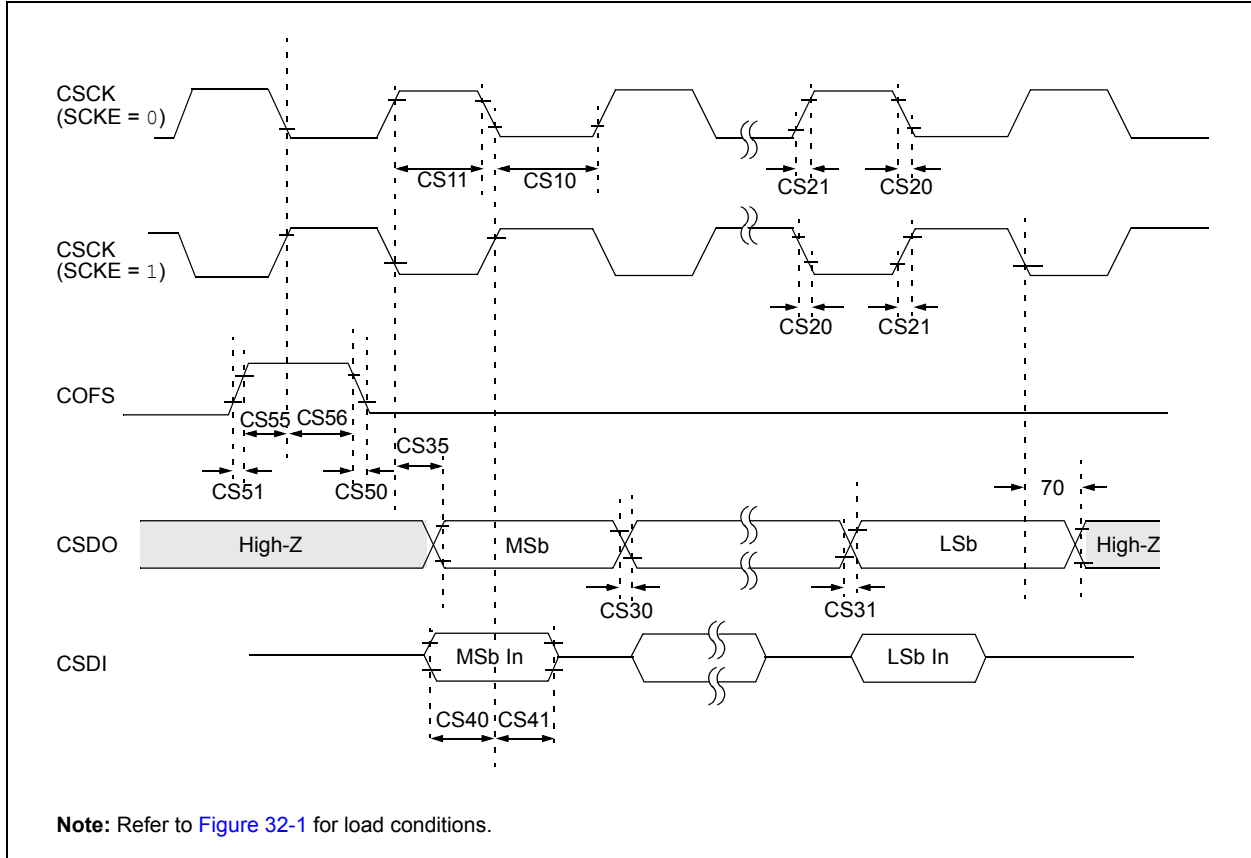 CSCK
(SCKE = 0)
CS11
CS10
CS21
CS20
CSCK
(SCKE = 1)
CS20
CS21
COFS
CS55
CS56
CS35
CS51
CS50
70
CSDO
High-Z
MSb
LSb
High-Z
CS30
CS31
CSDI
MSb In
LSb In
CS40
CS41
Note: Refer to Figure 32-1 for load conditions.